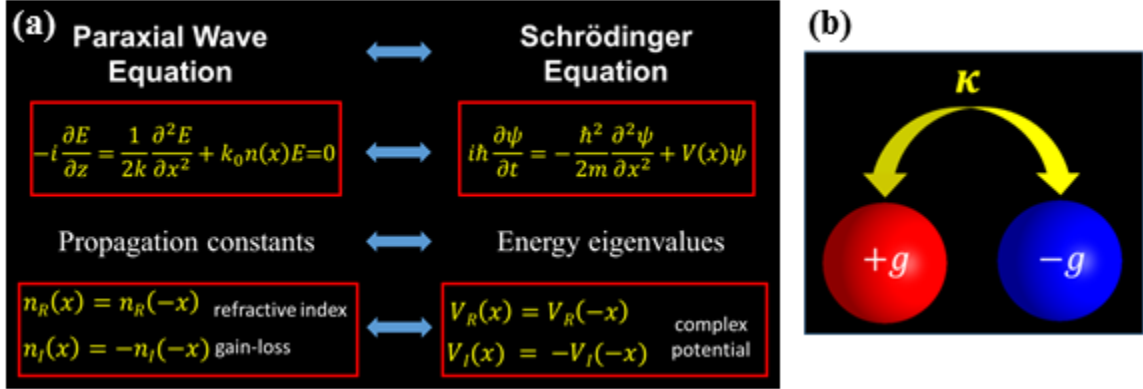 (a)
Paraxial Wave
Equation
Schrödinger
Equation
-i ∂E/∂z = 1/2k ∂²E/∂x² + k₀n(x)E=0
iħ ∂ψ/∂t = -ħ²/2m ∂²ψ/∂x² + V(x)ψ
Propagation constants
Energy eigenvalues
n_R(x) = n_R(-x) refractive index
n_I(x) = -n_I(-x) gain-loss
V_R(x) = V_R(-x)
V_I(x) = -V_I(-x)
complex
potential
(b)
κ
+g
-g